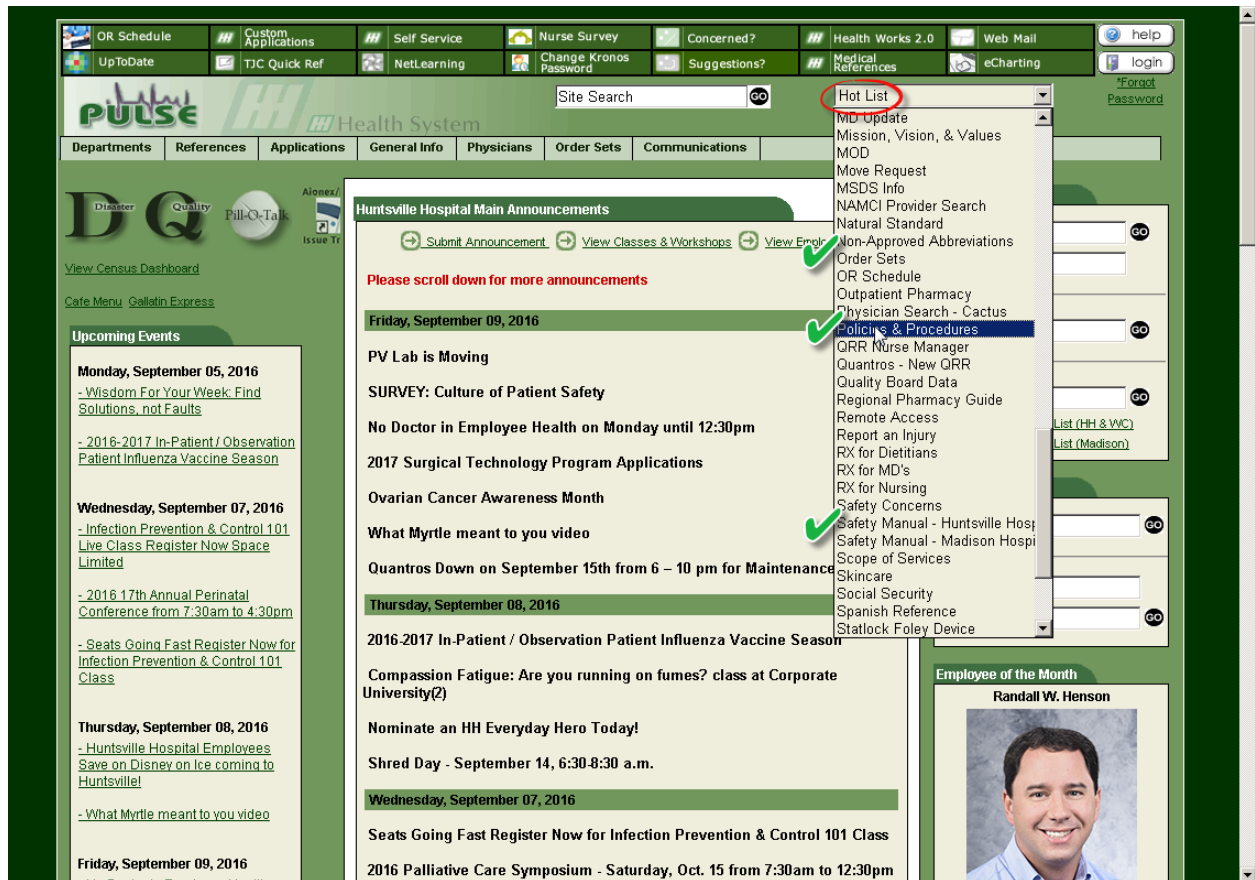 OR Schedule
Custom Applications
Self Service
Nurse Survey
Concerned?
Health Works 2.0
Web Mail
help
UpToDate
TJC Quick Ref
NetLearning
Change Kronos Password
Suggestions?
Medical References
eCharting
login
*Forgot
Password
PULSE
Health System
Site Search
GO
Hot List
Departments
References
Applications
General Info
Physicians
Order Sets
Communications
D Disaster
Q Quality
Pill-O-Talk
Aionex/
Issue Tr
View Census Dashboard
Cafe Menu Gallatin Express
Upcoming Events
Monday, September 05, 2016
- Wisdom For Your Week: Find
Solutions, not Faults
- 2016-2017 In-Patient / Observation
Patient Influenza Vaccine Season
Wednesday, September 07, 2016
- Infection Prevention & Control 101
Live Class Register Now Space
Limited
- 2016 17th Annual Perinatal
Conference from 7:30am to 4:30pm
- Seats Going Fast Register Now for
Infection Prevention & Control 101
Class
Thursday, September 08, 2016
- Huntsville Hospital Employees
Save on Disney on Ice coming to
Huntsville!
- What Myrtle meant to you video
Friday, September 09, 2016
Huntsville Hospital Main Announcements
Submit Announcement
View Classes & Workshops
View Emplo
Please scroll down for more announcements
Friday, September 09, 2016
PV Lab is Moving
SURVEY: Culture of Patient Safety
No Doctor in Employee Health on Monday until 12:30pm
2017 Surgical Technology Program Applications
Ovarian Cancer Awareness Month
What Myrtle meant to you video
Quantros Down on September 15th from 6 – 10 pm for Maintenance
Thursday, September 08, 2016
2016-2017 In-Patient / Observation Patient Influenza Vaccine Season
Compassion Fatigue: Are you running on fumes? class at Corporate
University(2)
Nominate an HH Everyday Hero Today!
Shred Day - September 14, 6:30-8:30 a.m.
Wednesday, September 07, 2016
Seats Going Fast Register Now for Infection Prevention & Control 101 Class
2016 Palliative Care Symposium - Saturday, Oct. 15 from 7:30am to 12:30pm
MD Update
Mission, Vision, & Values
MOD
Move Request
MSDS Info
NAMCI Provider Search
Natural Standard
Non-Approved Abbreviations
Order Sets
OR Schedule
Outpatient Pharmacy
Physician Search - Cactus
Policies & Procedures
QRR Nurse Manager
Quantros - New QRR
Quality Board Data
Regional Pharmacy Guide
Remote Access
Report an Injury
RX for Dietitians
RX for MD's
RX for Nursing
Safety Concerns
Safety Manual - Huntsville Hosp
Safety Manual - Madison Hospi
Scope of Services
Skincare
Social Security
Spanish Reference
Statlock Foley Device
GO
GO
GO
List (HH & WC)
List (Madison)
GO
GO
Employee of the Month
Randall W. Henson